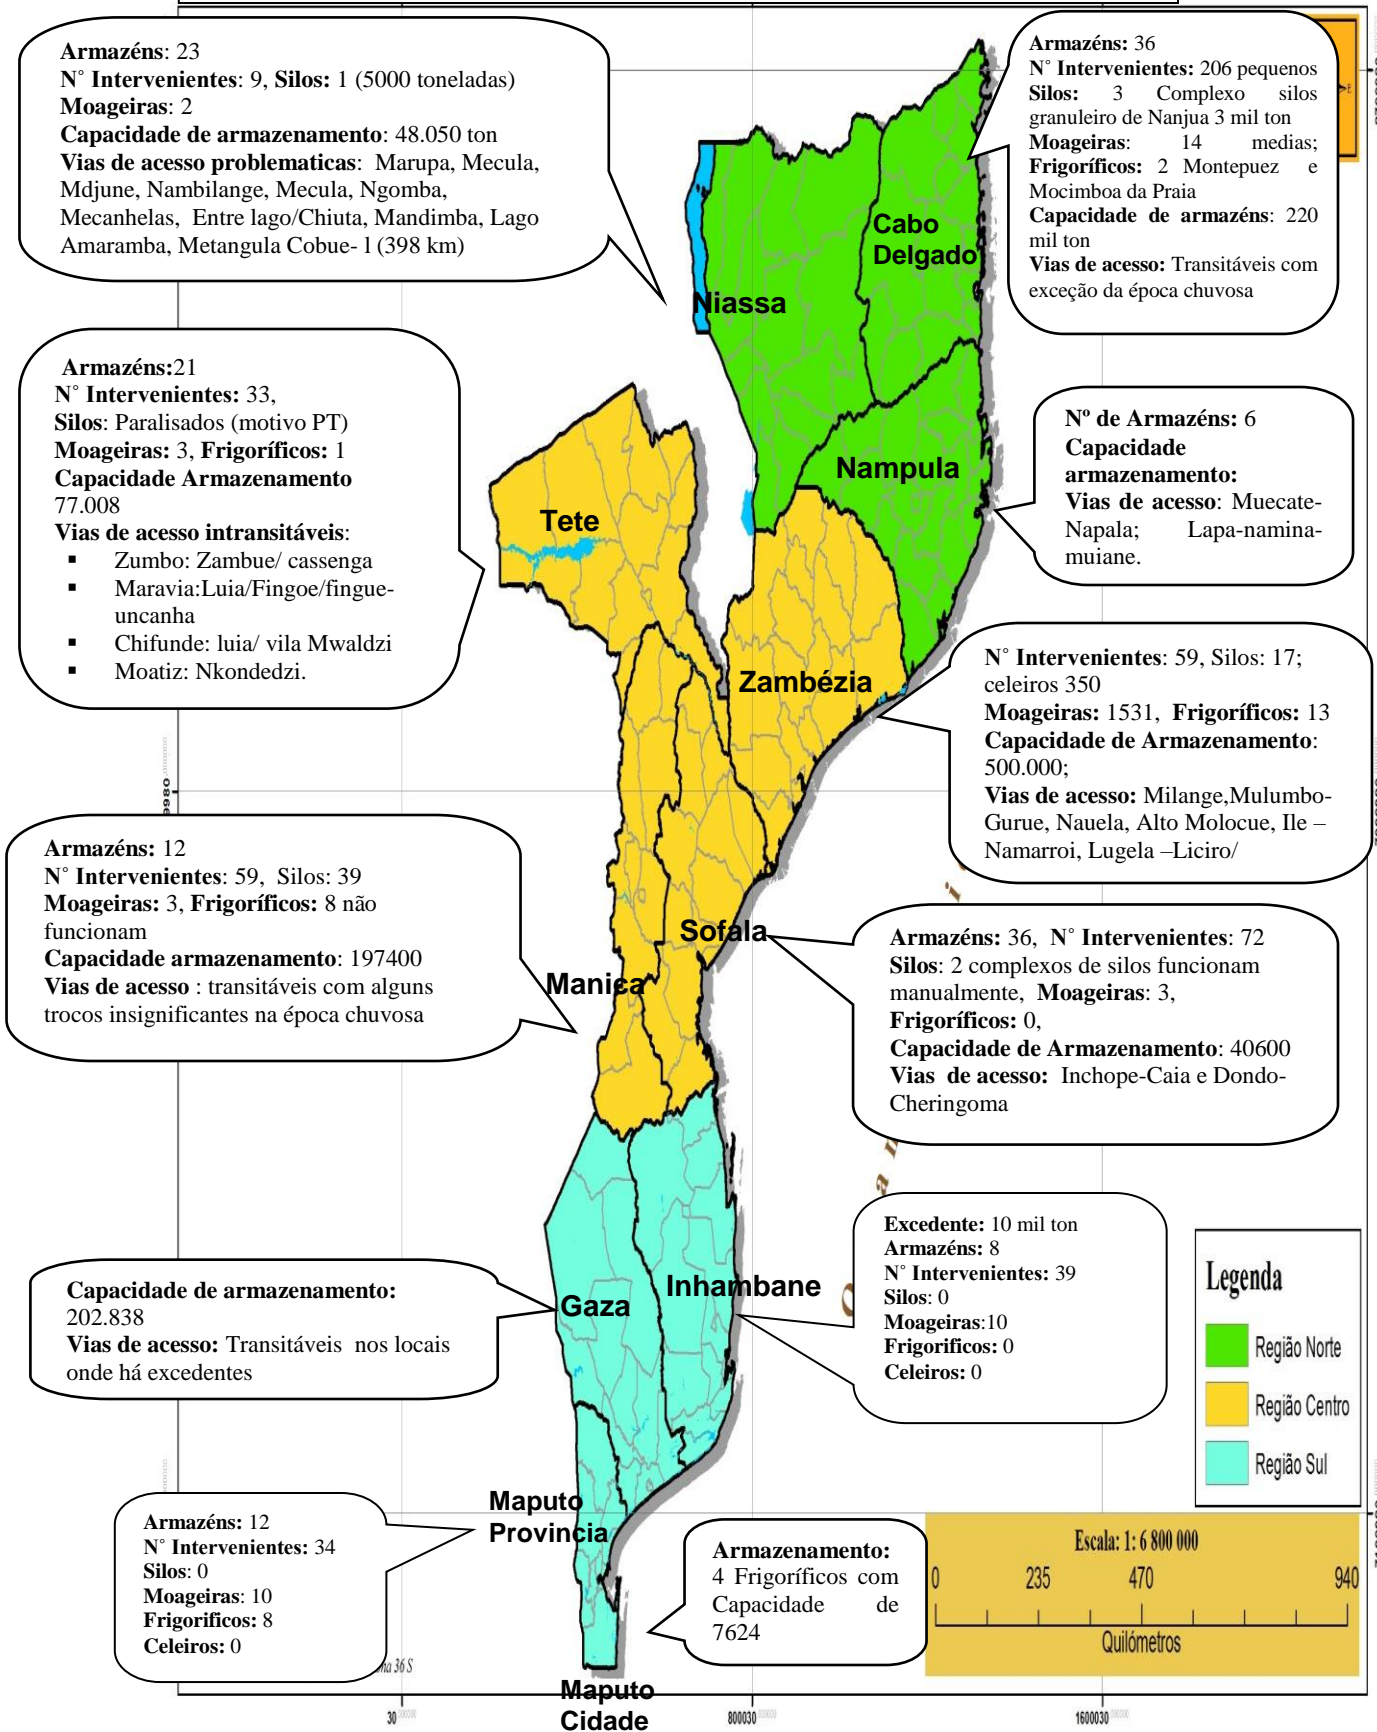 Armazéns: 23
N° Intervenientes: 9, Silos: 1 (5000 toneladas)
Moageiras: 2
Capacidade de armazenamento: 48.050 ton
Vias de acesso problematicas: Marupa, Mecula,
Mdjune, Nambilange, Mecula, Ngomba,
Mecanhelas, Entre lago/Chiuta, Mandimba, Lago
Amaramba, Metangula Cobue- l (398 km)
Armazéns: 36
N° Intervenientes: 206 pequenos
Silos: 3 Complexo silos
granuleiro de Nanjua 3 mil ton
Moageiras: 14 medias;
Frigoríficos: 2 Montepuez e
Mocimboa da Praia
Capacidade de armazéns: 220
mil ton
Vias de acesso: Transitáveis com
exceção da época chuvosa
Cabo
Delgado
Niassa
Armazéns:21
N° Intervenientes: 33,
Silos: Paralisados (motivo PT)
Moageiras: 3, Frigoríficos: 1
Capacidade Armazenamento
77.008
Vias de acesso intransitáveis:
▪ Zumbo: Zambue/ cassenga
▪ Maravia:Luia/Fingoe/fingue-
uncanha
▪ Chifunde: luia/ vila Mwaldzi
▪ Moatiz: Nkondedzi.
Nº de Armazéns: 6
Capacidade
armazenamento:
Vias de acesso: Muecate-
Napala; Lapa-namina-
muiane.
Nampula
Tete
Zambézia
N° Intervenientes: 59, Silos: 17;
celeiros 350
Moageiras: 1531, Frigoríficos: 13
Capacidade de Armazenamento:
500.000;
Vias de acesso: Milange,Mulumbo-
Gurue, Nauela, Alto Molocue, Ile –
Namarroi, Lugela –Liciro/
Armazéns: 12
N° Intervenientes: 59, Silos: 39
Moageiras: 3, Frigoríficos: 8 não
funcionam
Capacidade armazenamento: 197400
Vias de acesso : transitáveis com alguns
trocos insignificantes na época chuvosa
Sofala
Manica
Armazéns: 36, N° Intervenientes: 72
Silos: 2 complexos de silos funcionam
manualmente, Moageiras: 3,
Frigoríficos: 0,
Capacidade de Armazenamento: 40600
Vias de acesso: Inchope-Caia e Dondo-
Cheringoma
Excedente: 10 mil ton
Armazéns: 8
N° Intervenientes: 39
Silos: 0
Moageiras:10
Frigorificos: 0
Celeiros: 0
Capacidade de armazenamento:
202.838
Vias de acesso: Transitáveis nos locais
onde há excedentes
Gaza
Inhambane
Legenda
Região Norte
Região Centro
Região Sul
Maputo
Provincia
Armazéns: 12
N° Intervenientes: 34
Silos: 0
Moageiras: 10
Frigorificos: 8
Celeiros: 0
Armazenamento:
4 Frigoríficos com
Capacidade de
7624
Escala: 1: 6 800 000
0 235 470 940
Quilómetros
36 S
Maputo
Cidade
30
800030
1600030